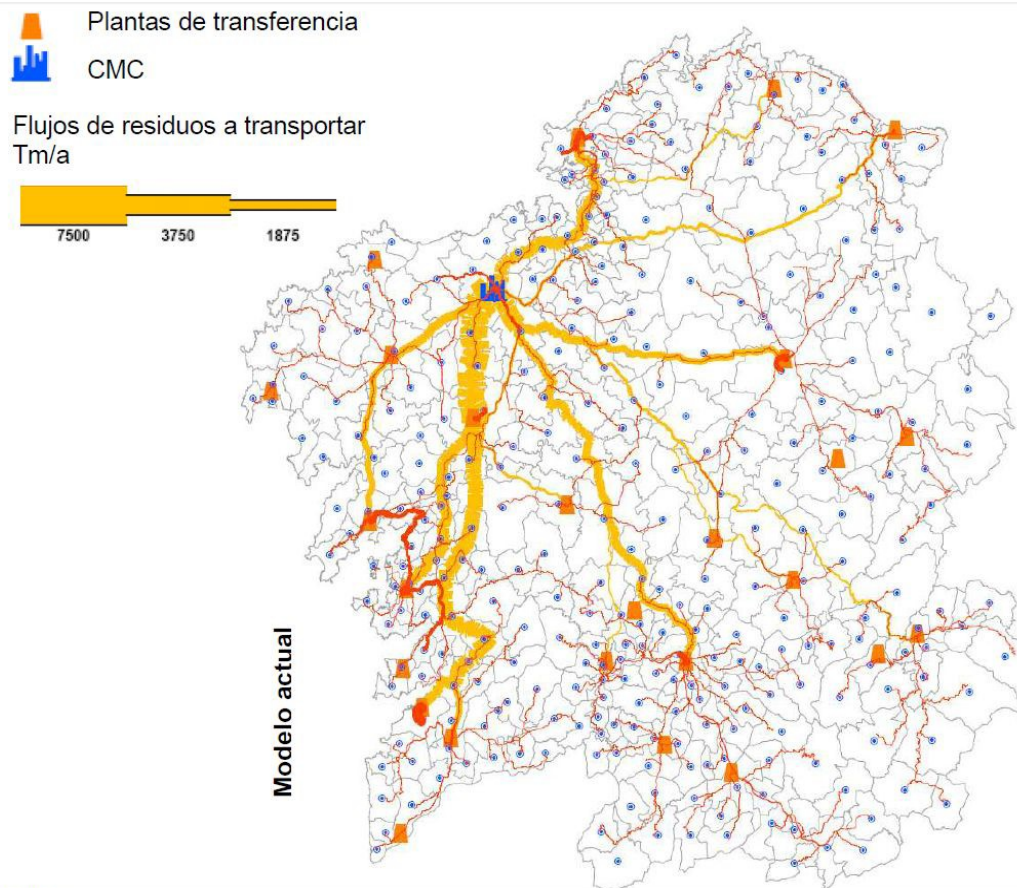 Plantas de transferencia
CMC
Flujos de residuos a transportar
Tm/a
7500 3750 1875
Modelo actual